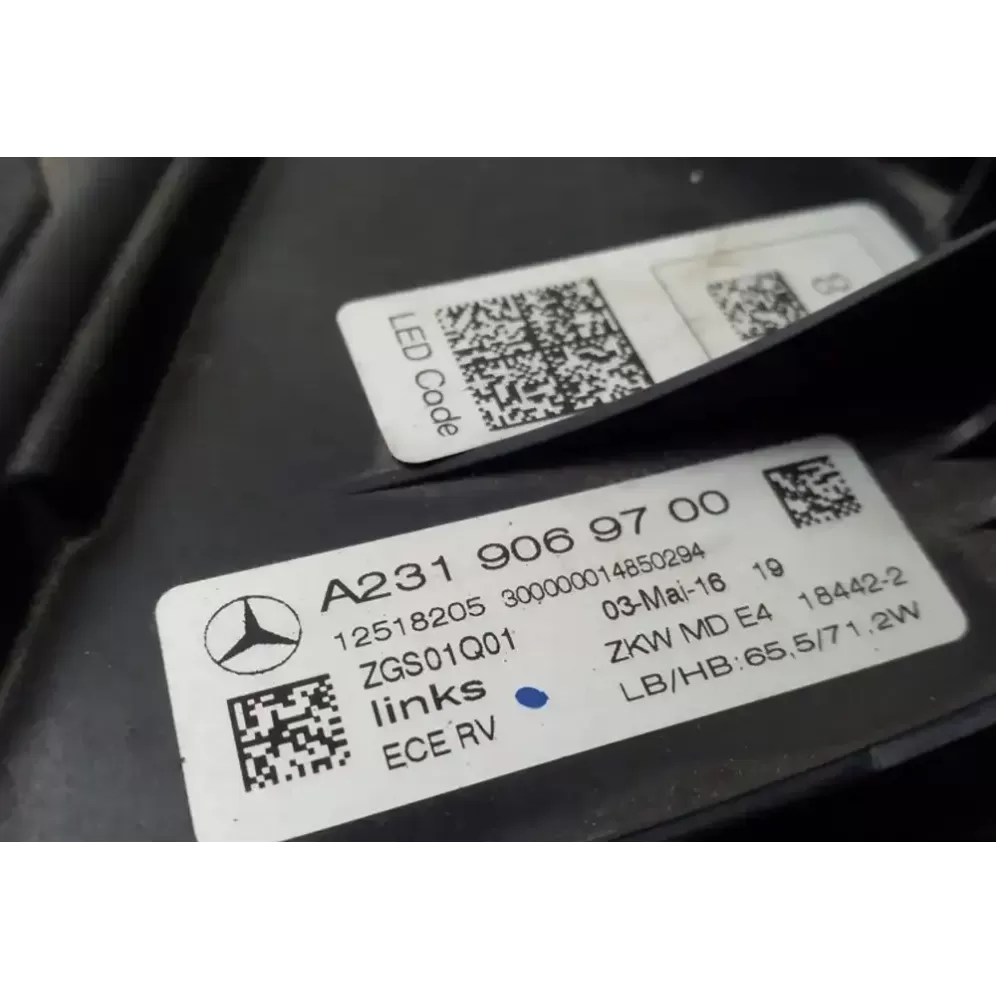 LED Code
8
A231 906 97 00
12518205 300000014850294
ZGS01Q01 03-Mai-16 19
links ZKW MD E4 18442-2
ECE RV LB/HB:65,5/71.2W